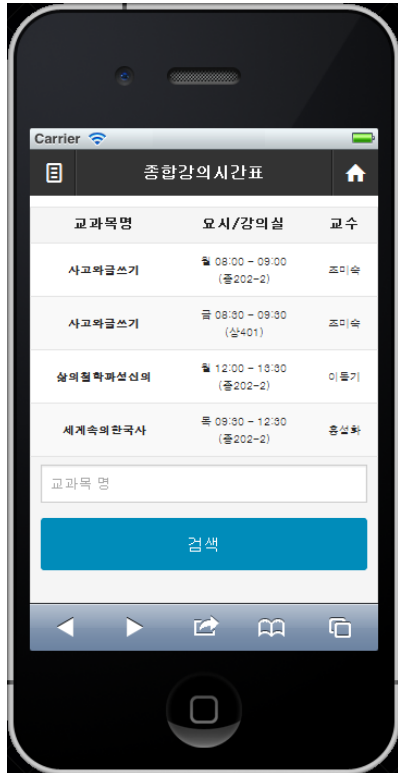 Carrier
종합강의시간표
교과목명 요시/강의실 교수
사고와글쓰기 월 08:00 - 09:00 (종202-2) 조미숙
사고와글쓰기 금 08:30 - 09:30 (상401) 조미숙
삶의철학과성신의 월 12:00 - 13:30 (종202-2) 이동기
세계속의한국사 목 09:30 - 12:30 (종202-2) 홍성화
교과목 명
검색